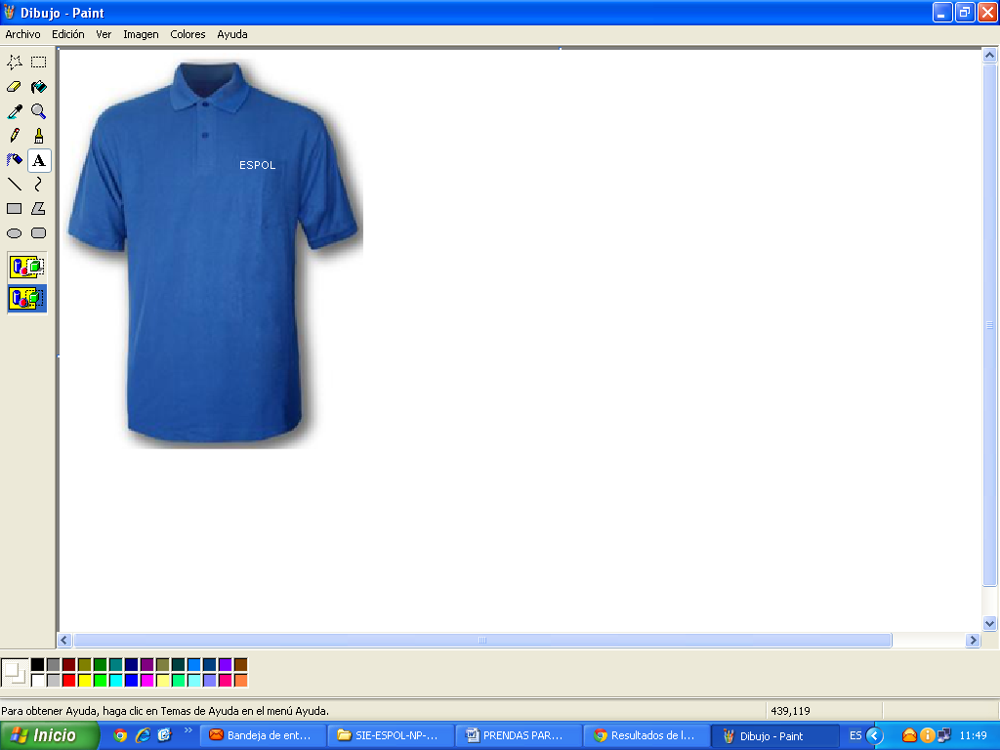 Dibujo - Paint
Archivo Edición Ver Imagen Colores Ayuda
A
ESPOL
Para obtener Ayuda, haga clic en Temas de Ayuda en el menú Ayuda. 439,119
Inicio » Bandeja de ent... SIE-ESPOL-NP-... PRENDAS PAR... Resultados de l... Dibujo - Paint ES 11:49